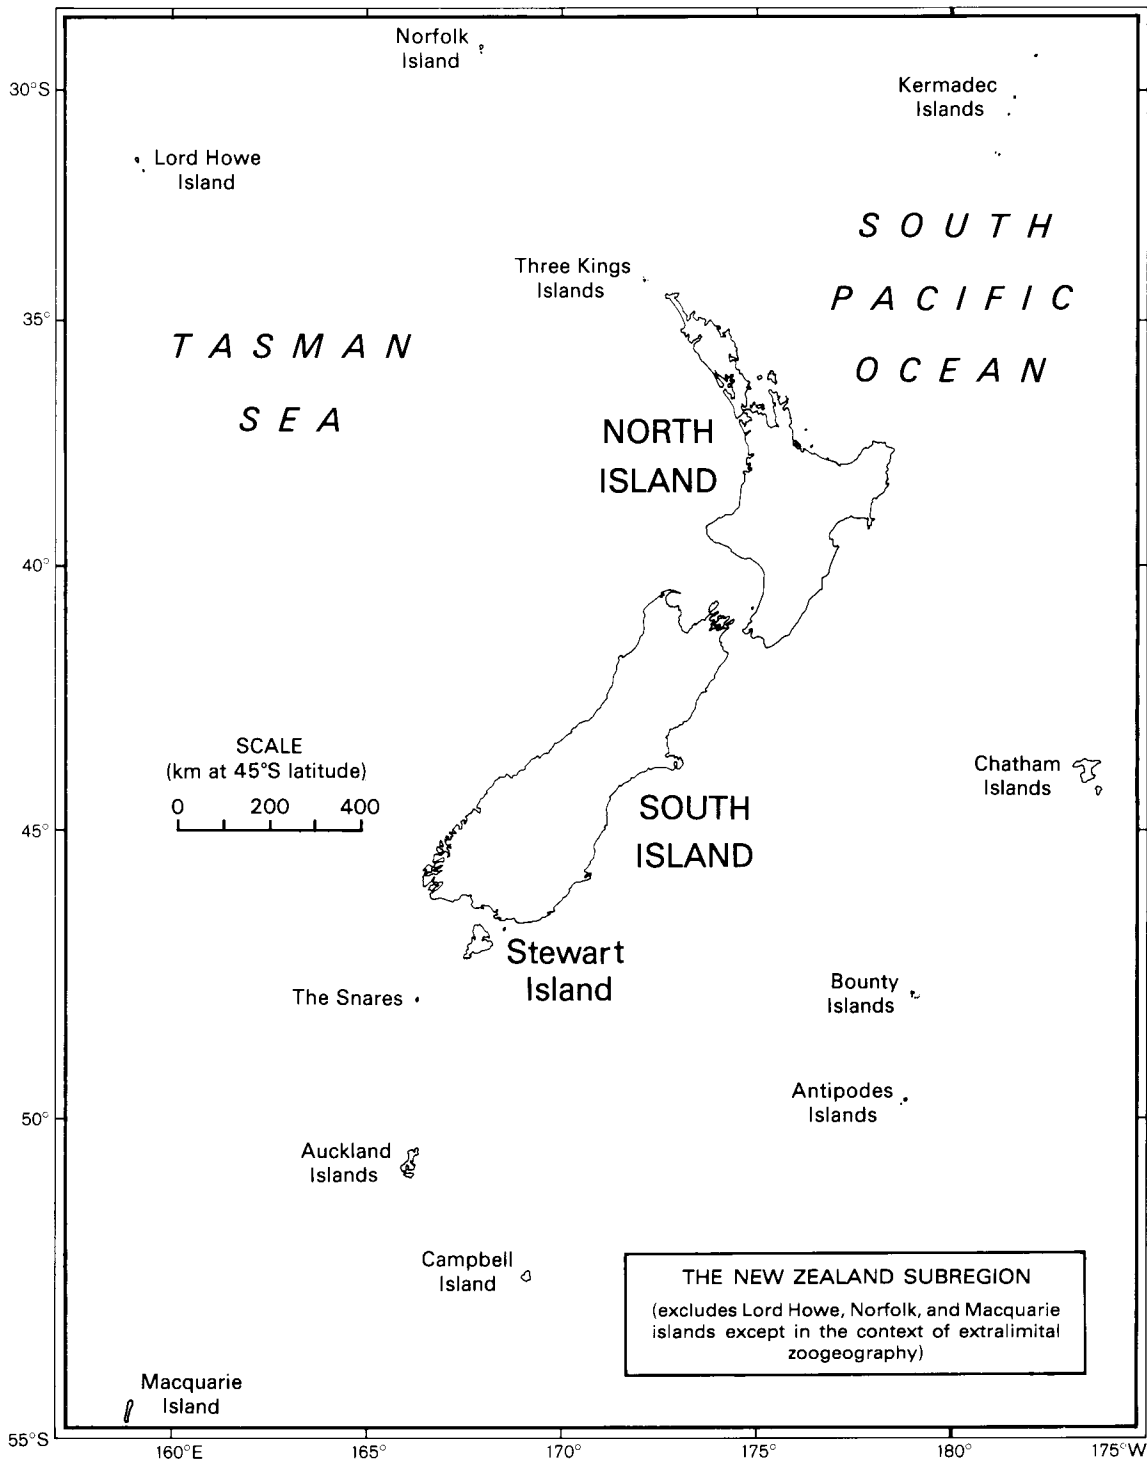 Norfolk
Island
30°S
Kermadec
Islands
Lord Howe
Island
SOUTH
PACIFIC
OCEAN
Three Kings
Islands
35°
TASMAN
SEA
NORTH
ISLAND
40°
SCALE
(km at 45°S latitude)
0 200 400
Chatham
Islands
SOUTH
ISLAND
45°
Stewart
Island
The Snares
Bounty
Islands
Antipodes
Islands
50°
Auckland
Islands
Campbell
Island
THE NEW ZEALAND SUBREGION
(excludes Lord Howe, Norfolk, and Macquarie
islands except in the context of extralimital
zoogeography)
Macquarie
Island
55°S
160°E 165° 170° 175° 180° 175°W